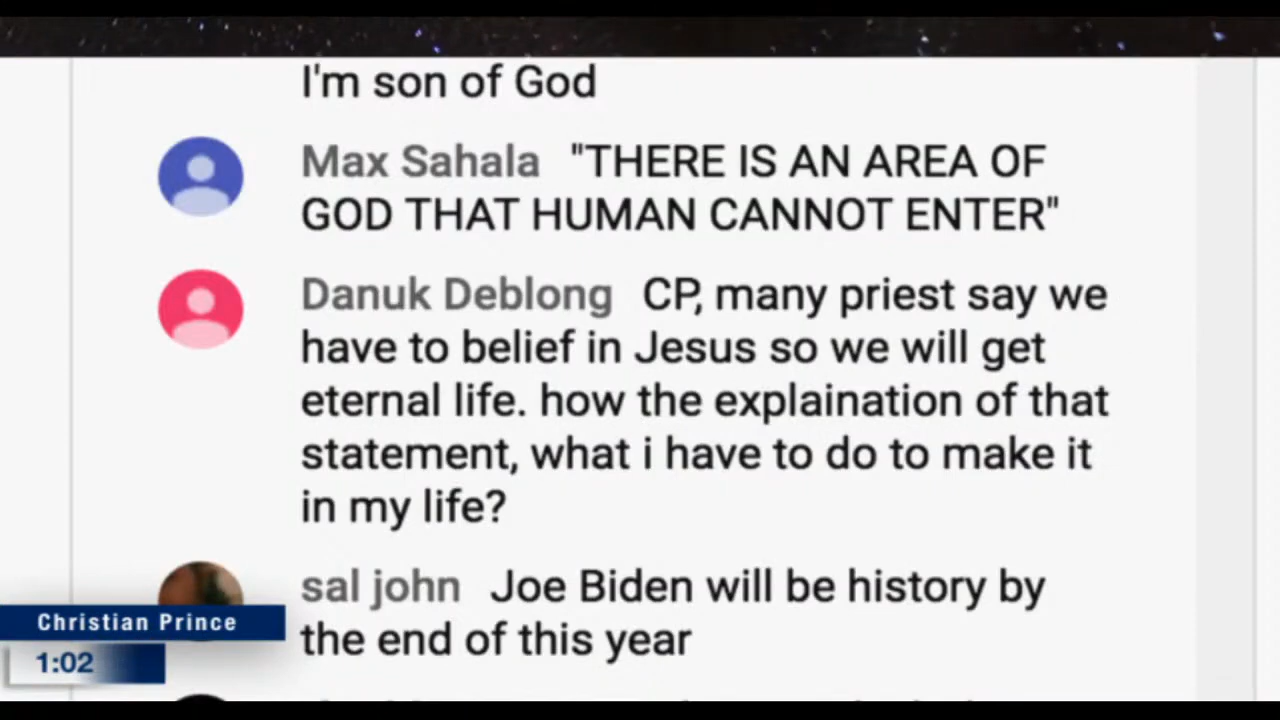 I'm son of God
Max Sahala "THERE IS AN AREA OF
GOD THAT HUMAN CANNOT ENTER"
Danuk Deblong CP, many priest say we
have to belief in Jesus so we will get
eternal life. how the explaination of that
statement, what i have to do to make it
in my life?
sal john Joe Biden will be history by
the end of this year
Christian Prince
1:02